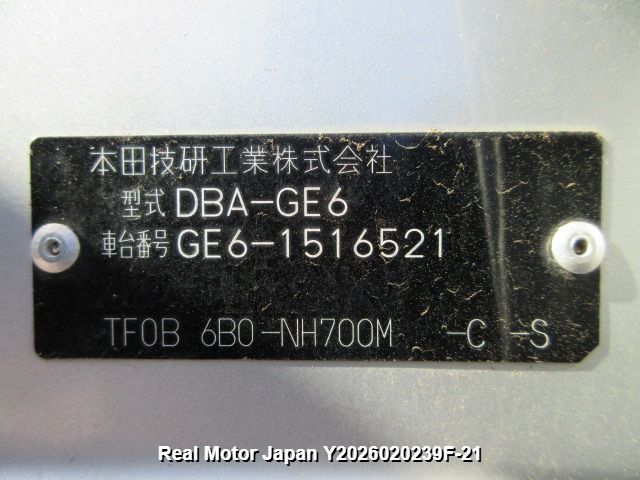 本田技研工業株式会社
型式 DBA-GE6
車台番号 GE6-1516521
TF0B 6B0-NH700M -C -S
Real Motor Japan Y2026020239F-21